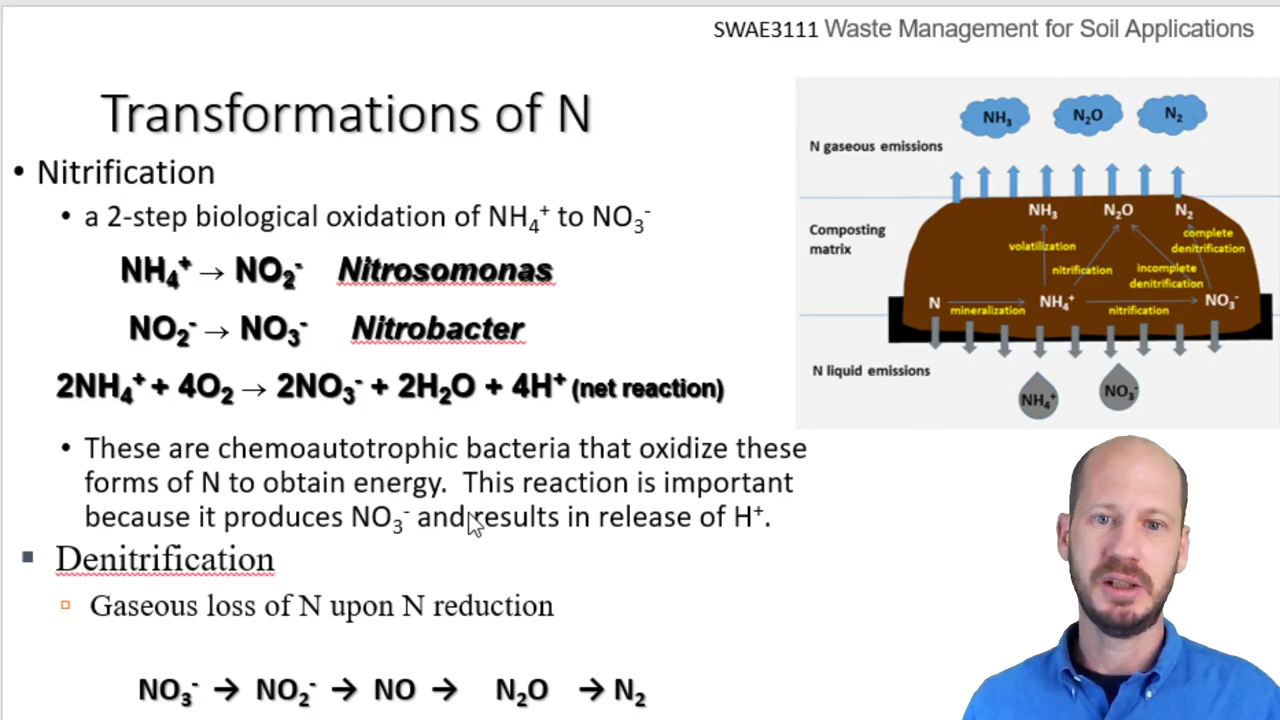 SWAE3111 Waste Management for Soil Applications
Transformations of N
• Nitrification
• a 2-step biological oxidation of NH₄⁺ to NO₃⁻
NH₄⁺ → NO₂⁻ Nitrosomonas
NO₂⁻ → NO₃⁻ Nitrobacter
2NH₄⁺ + 4O₂ → 2NO₃⁻ + 2H₂O + 4H⁺ (net reaction)
• These are chemoautotrophic bacteria that oxidize these
forms of N to obtain energy. This reaction is important
because it produces NO₃⁻ and results in release of H⁺.
▪ Denitrification
▫ Gaseous loss of N upon N reduction
NO₃⁻ → NO₂⁻ → NO → N₂O → N₂
NH₃ N₂O N₂
N gaseous emissions
NH₃ N₂O N₂
Composting
matrix
complete
denitrification
volatilization
nitrification
incomplete
denitrification
N NH₄⁺ NO₃⁻
mineralization nitrification
N liquid emissions
NH₄⁺ NO₃⁻